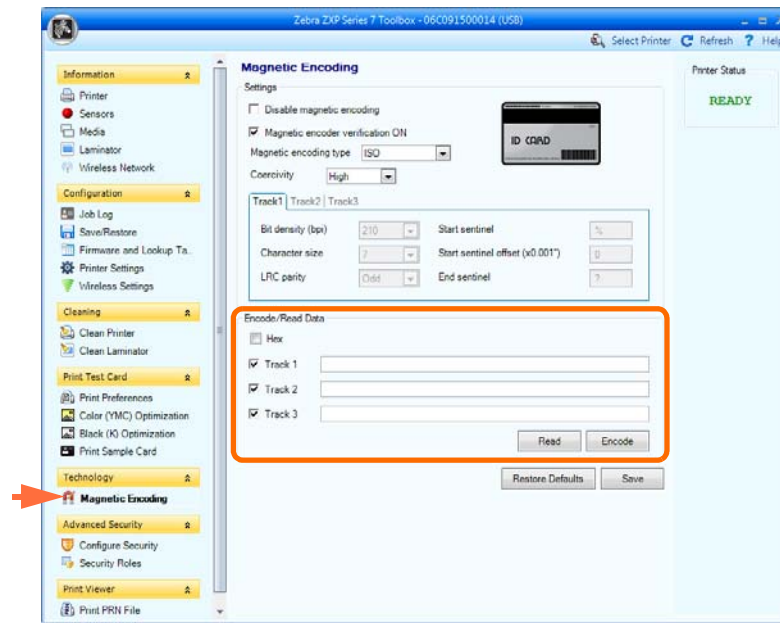 Zebra ZXP Series 7 Toolbox - 06C091500014 (USB)
Select Printer Refresh ? Help
Information
Printer
Sensors
Media
Laminator
Wireless Network
Configuration
Job Log
Save/Restore
Firmware and Lookup Ta..
Printer Settings
Wireless Settings
Cleaning
Clean Printer
Clean Laminator
Print Test Card
Print Preferences
Color (YMC) Optimization
Black (K) Optimization
Print Sample Card
Technology
Magnetic Encoding
Advanced Security
Configure Security
Security Roles
Print Viewer
Print PRN File
Magnetic Encoding
Settings
Disable magnetic encoding
Magnetic encoder verification ON
Magnetic encoding type ISO
Coercivity High
ID CARD
Track1 Track2 Track3
Bit density (bpi) 210 Start sentinel %
Character size 7 Start sentinel offset (x0.001") 0
LRC parity Odd End sentinel ?
Encode/Read Data
Hex
Track 1
Track 2
Track 3
Read Encode
Restore Defaults Save
Printer Status
READY